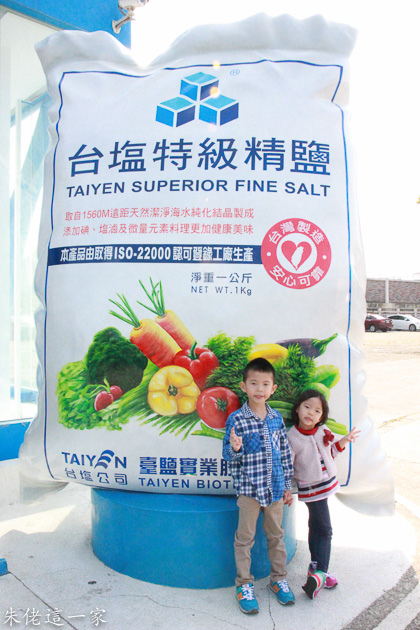 ®
台塩特級精鹽
TAIYEN SUPERIOR FINE SALT
取自1560M遠距天然潔淨海水純化結晶製成
添加碘、塩滷及微量元素料理更加健康美味
本產品由取得ISO-22000認可登錄工廠生產
台灣製造
安心可靠
淨重一公斤
NET WT.1Kg
TAIYEN
台塩公司
臺鹽實業股
TAIYEN BIOT
朱佬這一家